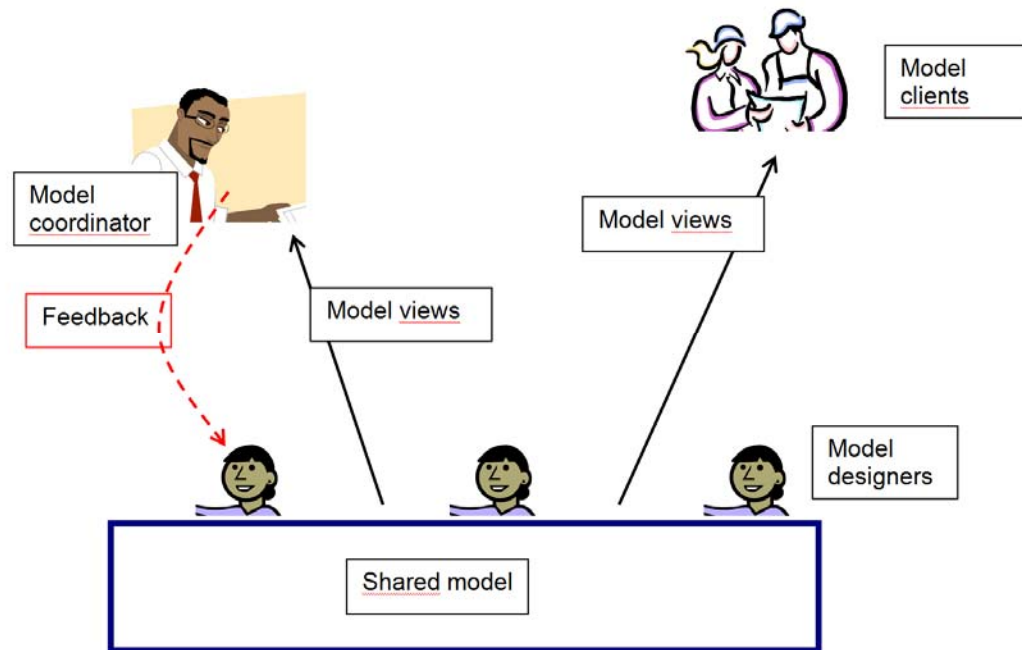 Model
clients
Model
coordinator
Model views
Feedback
Model views
Model
designers
Shared model